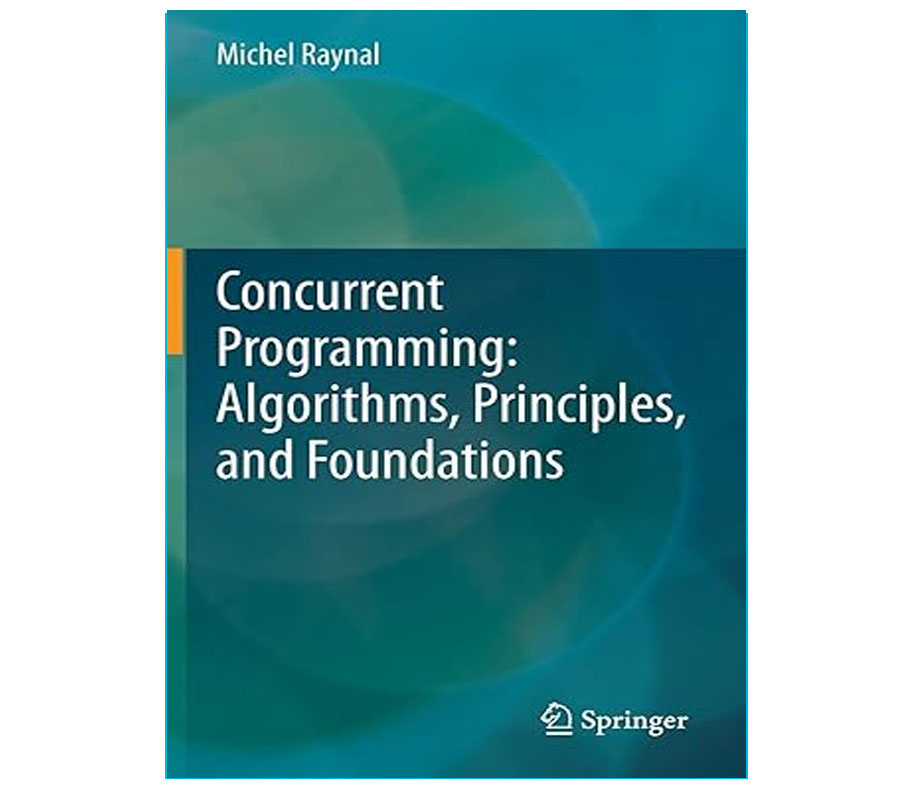 Michel Raynal
Concurrent
Programming:
Algorithms, Principles,
and Foundations
Springer